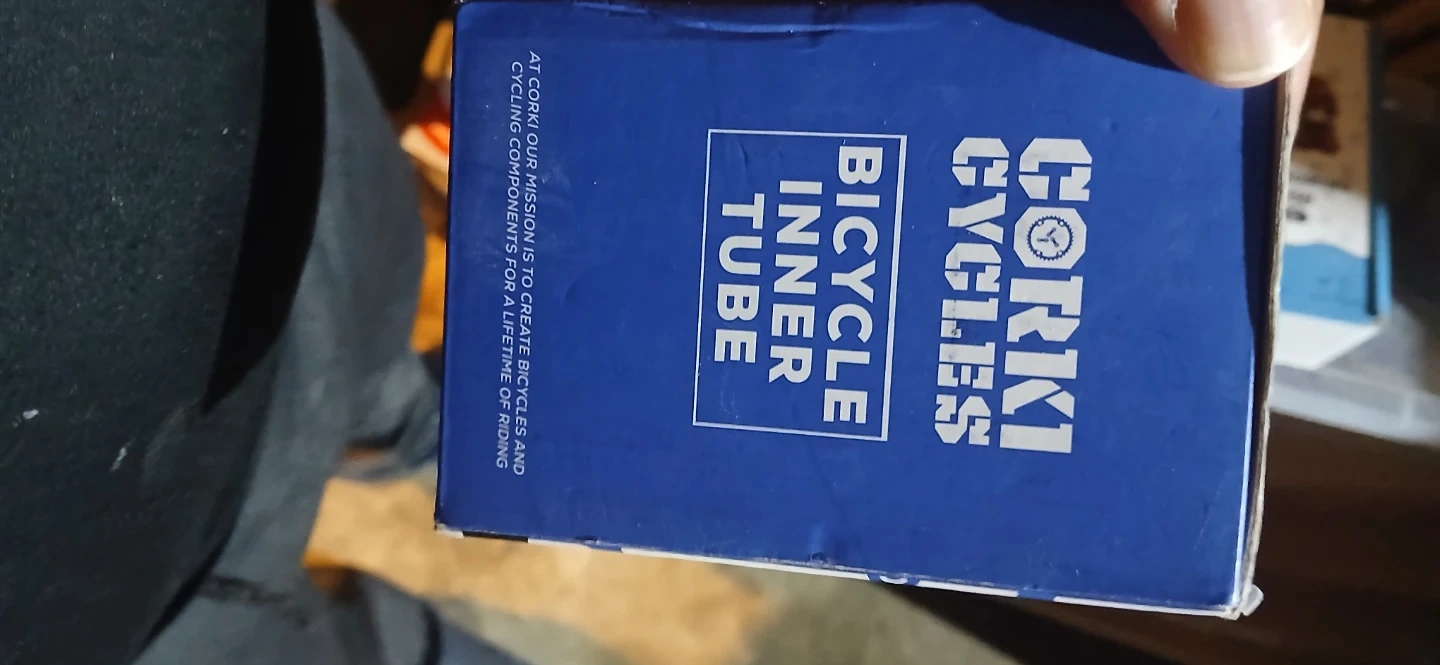 CORKI
CYCLES
BICYCLE
INNER
TUBE
AT CORKI OUR MISSION IS TO CREATE BICYCLES AND
CYCLING COMPONENTS FOR A LIFETIME OF RIDING